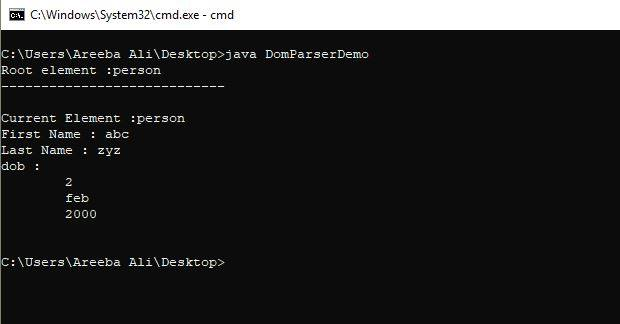 C:\Windows\System32\cmd.exe - cmd
C:\Users\Areeba Ali\Desktop>java DomParserDemo
Root element :person
----------------------------
Current Element :person
First Name : abc
Last Name : zyz
dob :
2
feb
2000
C:\Users\Areeba Ali\Desktop>